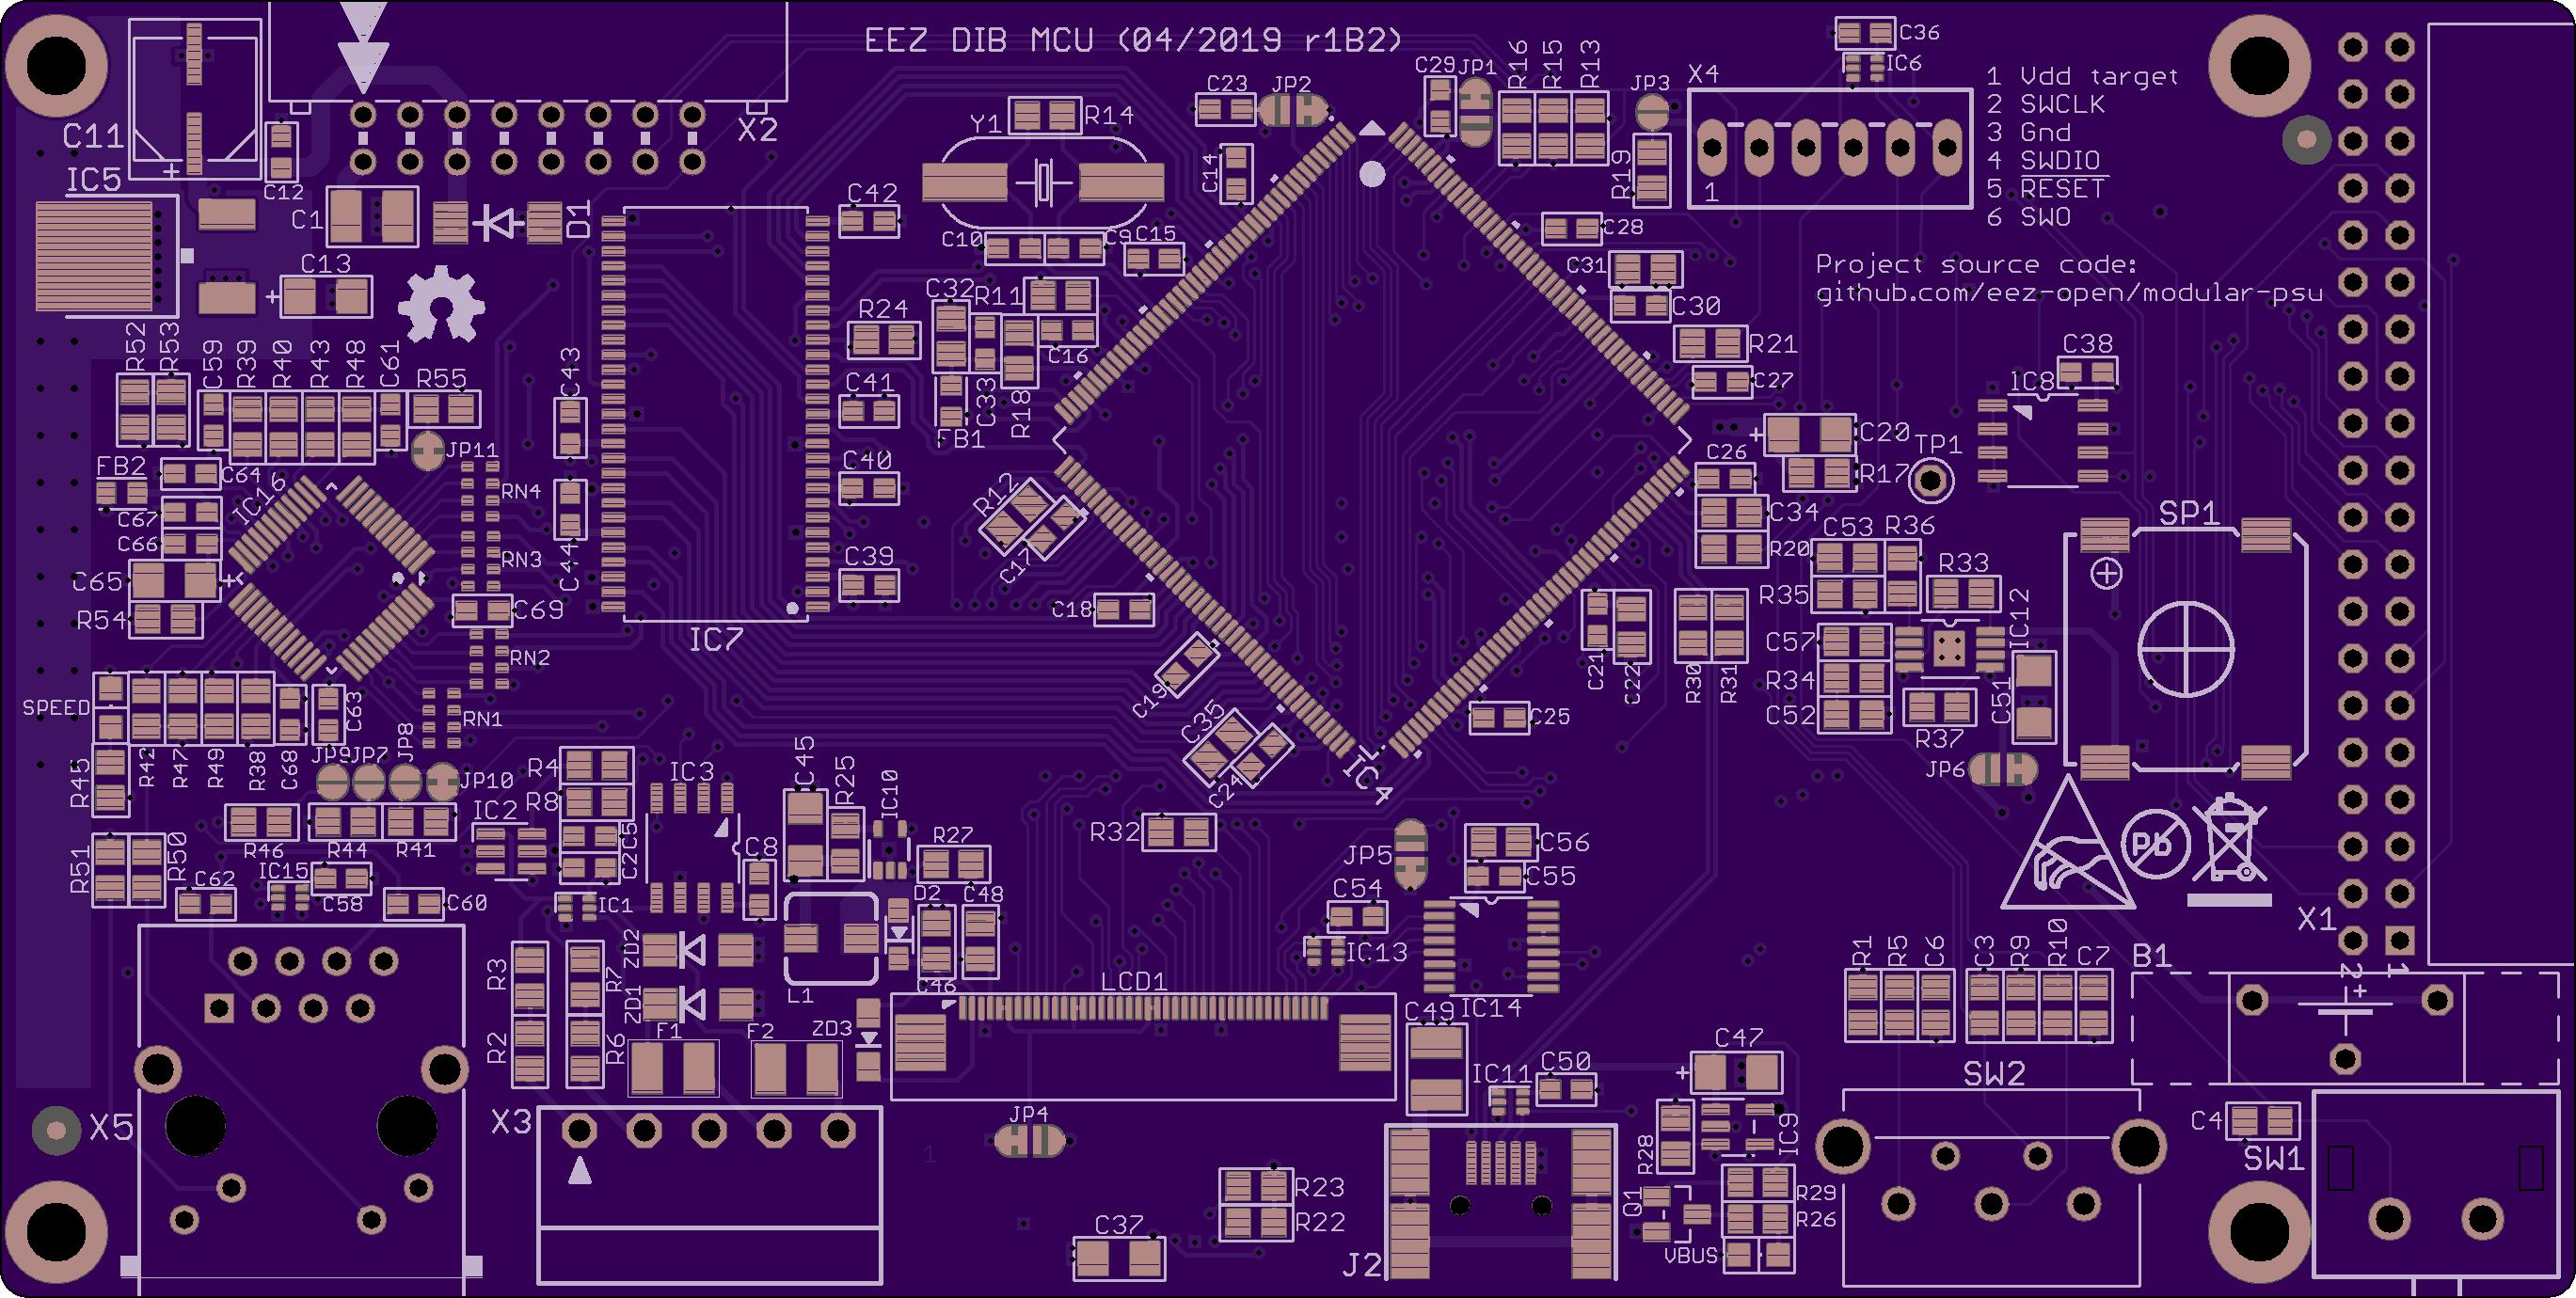 EEZ DIB MCU (04/2019 r1B2)
C36
IC6
1 Vdd target
2 SWCLK
3 Gnd
4 SWDIO
5 RESET
6 SWO
X4
1
JP3
R19
R16
R15
R13
C29
JP1
C23
JP2
C14
R14
Y1
C10
C9
C15
X2
C11
C12
IC5
C1
D1
C13
C42
C28
C31
C30
Project source code:
github.com/eez-open/modular-psu
R21
C27
C38
IC8
C32
R11
R24
C16
C33
R18
FB1
C41
C40
C39
C43
C44
IC7
R52
R53
C59
R39
R40
R43
R48
C61
R55
JP11
FB2
C64
IC16
C67
C66
C65
R54
RN4
RN3
C69
RN2
RN1
R12
C17
C18
C19
C35
C24
IC4
C25
C20
R17
TP1
C26
C34
R20
C53
R36
R35
R33
IC12
C57
R34
C52
R37
C51
JP6
SP1
C21
C22
R30
R31
SPEED
R42
R47
R49
R38
C68
C63
JP9
JP7
JP8
JP10
R45
R46
R44
R41
R51
R50
C62
IC15
C58
C60
IC2
R4
R8
C5
C2
IC1
IC3
C8
C45
R25
IC10
R27
D2
C46
C48
L1
ZD2
ZD1
ZD3
F1
F2
R3
R2
R7
R6
R32
JP5
C56
C55
C54
IC13
IC14
LCD1
C49
Pb
X1
2
1
B1
R1
R5
C6
C3
R9
R10
C7
SW2
C47
IC11
C50
IC9
R28
Q1
R29
R26
VBUS
J2
C4
SW1
X5
X3
JP4
1
R23
R22
C37